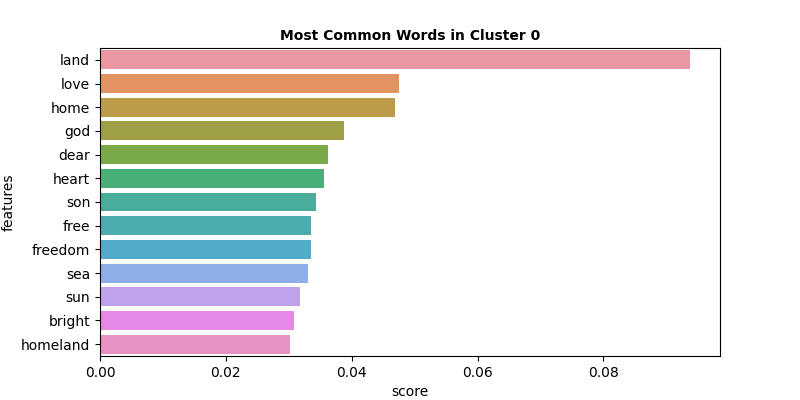 Most Common Words in Cluster 0
features
land
love
home
god
dear
heart
son
free
freedom
sea
sun
bright
homeland
0.00 0.02 0.04 0.06 0.08
score